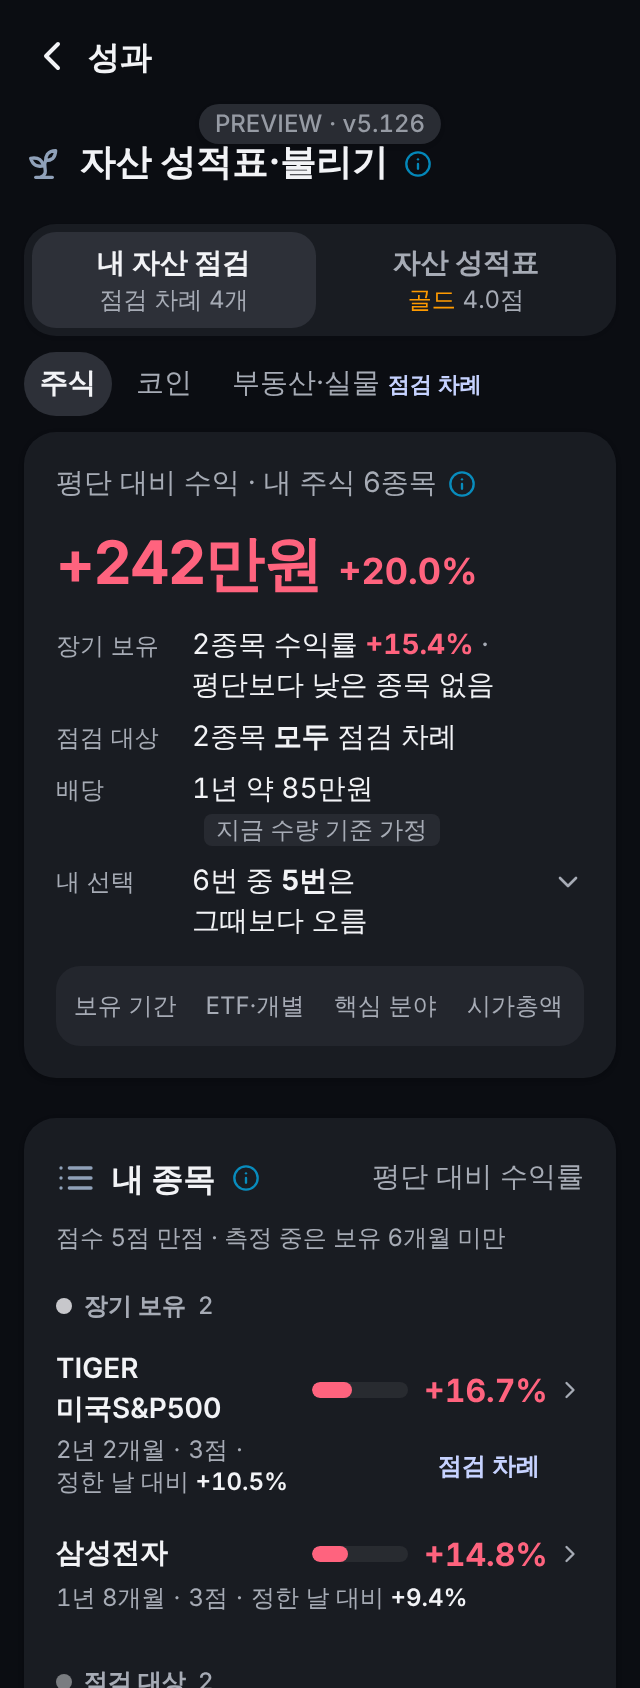 성과
PREVIEW · v5.126
자산 성적표·불리기
내 자산 점검
점검 차례 4개
자산 성적표
골드 4.0점
주식 코인 부동산·실물 점검 차례
평단 대비 수익 · 내 주식 6종목
+242만원 +20.0%
장기 보유 2종목 수익률 +15.4% ·
평단보다 낮은 종목 없음
점검 대상 2종목 모두 점검 차례
배당 1년 약 85만원
지금 수량 기준 가정
내 선택 6번 중 5번은
그때보다 오름
보유 기간 ETF·개별 핵심 분야 시가총액
내 종목 평단 대비 수익률
점수 5점 만점 · 측정 중은 보유 6개월 미만
장기 보유 2
TIGER
미국S&P500
+16.7%
2년 2개월 · 3점 ·
정한 날 대비 +10.5%
점검 차례
삼성전자 +14.8%
1년 8개월 · 3점 · 정한 날 대비 +9.4%
점검 대상 2